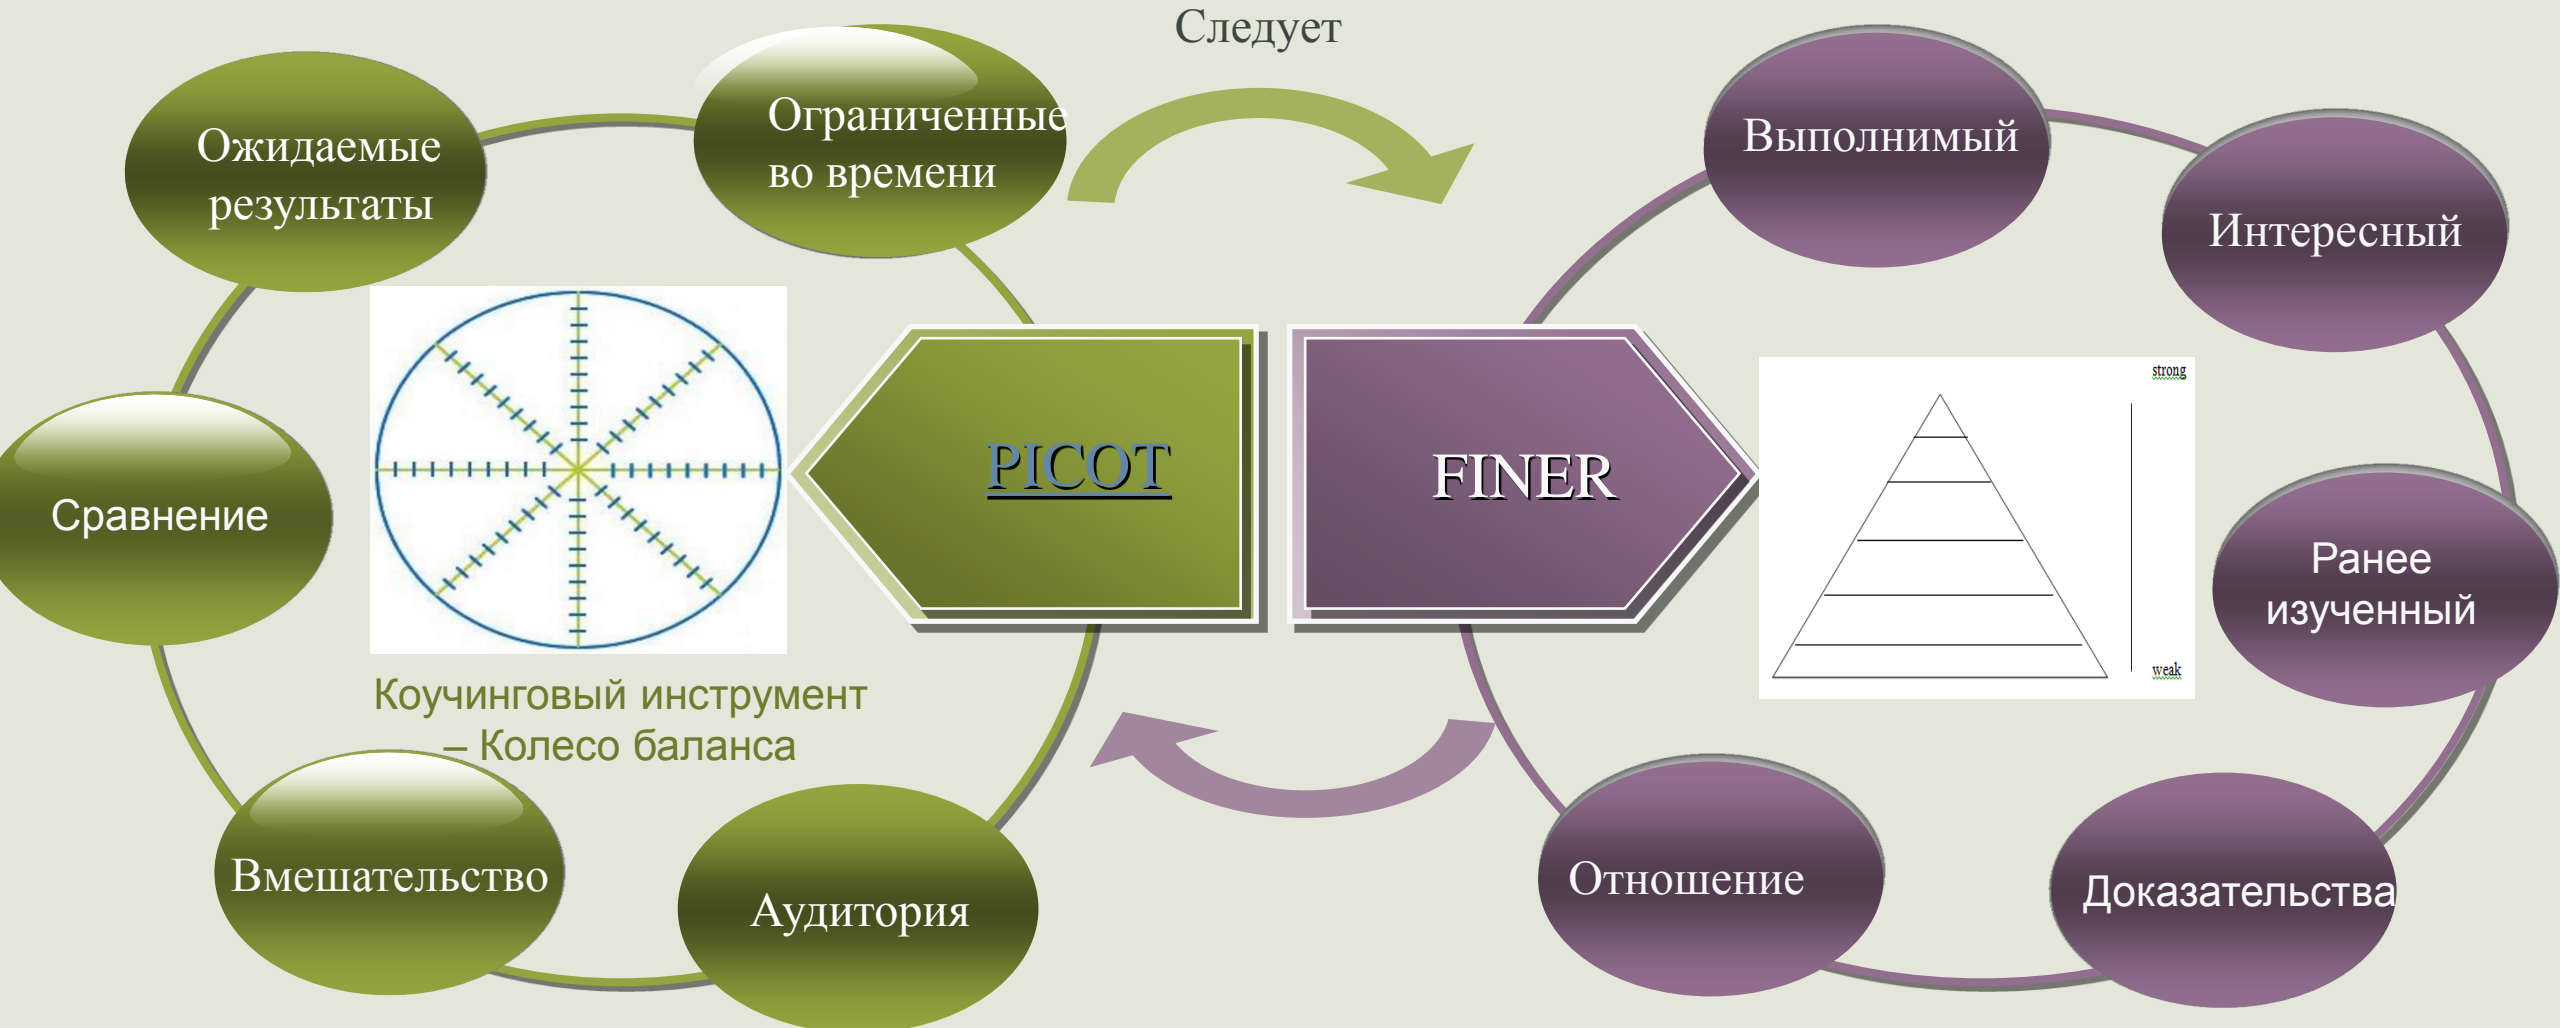 Следует
Ожидаемые
результаты
Ограниченные
во времени
Сравнение
Вмешательство
Аудитория
Коучинговый инструмент
– Колесо баланса
PICOT
FINER
Выполнимый
Интересный
Ранее
изученный
Доказательства
Отношение
strong
weak